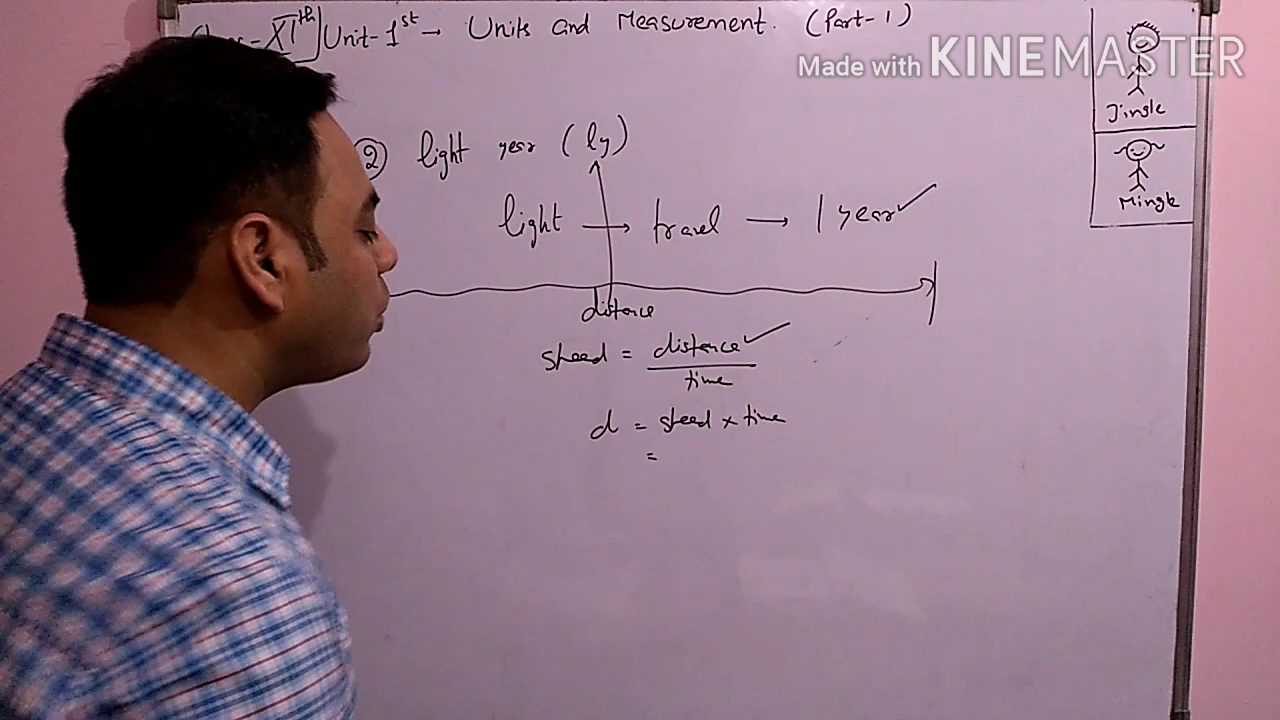 XIth] Unit-1st → Units and Measurement. (Part-1)
Made with KINEMASTER
Jingle
② light year (ly)
Mingle
light → travel → 1 year ✓
distance
speed = distance ✓
time
d = speed × time
=